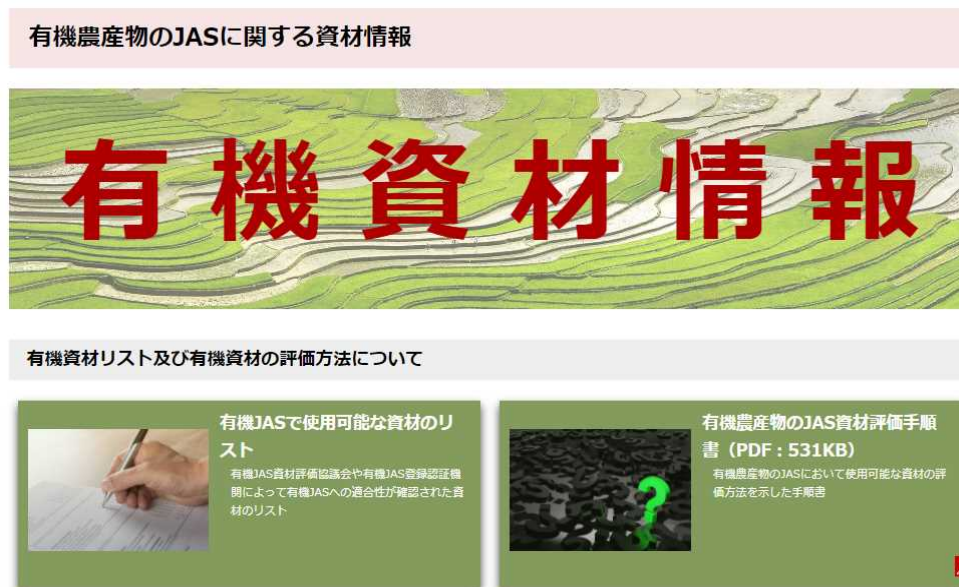 有機農産物のJASに関する資材情報
有機資材情報
有機資材リスト及び有機資材の評価方法について
有機JASで使用可能な資材のリ
スト
有機JAS資材評価協議会や有機JAS登録認証機
関によって有機JASへの適合性が確認された資
材のリスト
有機農産物のJAS資材評価手順
書（PDF：531KB）
有機農産物のJASにおいて使用可能な資材の評
価方法を示した手順書